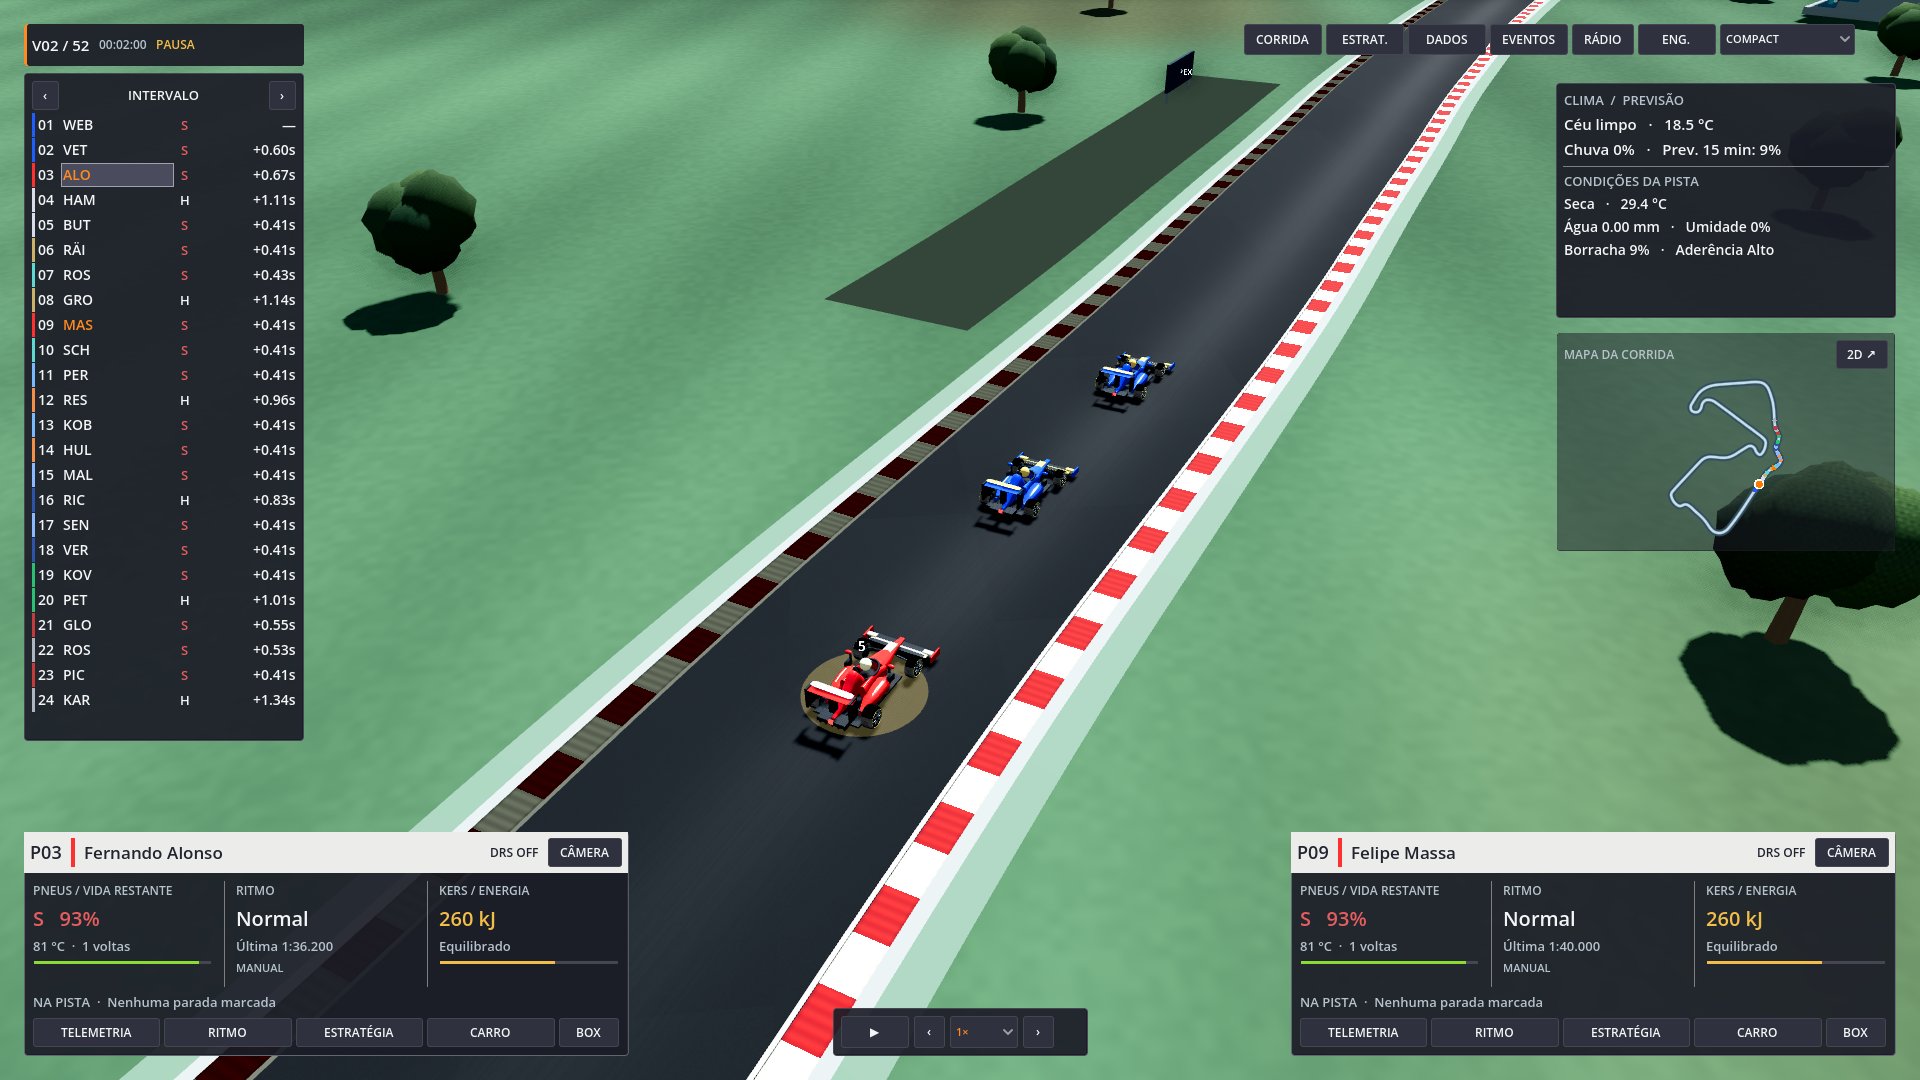 V02 / 52 00:02:00 PAUSA
CORRIDA ESTRAT. DADOS EVENTOS RÁDIO ENG. COMPACT
‹ INTERVALO ›
01 WEB S —
02 VET S +0.60s
03 ALO S +0.67s
04 HAM H +1.11s
05 BUT S +0.41s
06 RÄI S +0.41s
07 ROS S +0.43s
08 GRO H +1.14s
09 MAS S +0.41s
10 SCH S +0.41s
11 PER S +0.41s
12 RES H +0.96s
13 KOB S +0.41s
14 HUL S +0.41s
15 MAL S +0.41s
16 RIC H +0.83s
17 SEN S +0.41s
18 VER S +0.41s
19 KOV S +0.41s
20 PET H +1.01s
21 GLO S +0.55s
22 ROS S +0.53s
23 PIC S +0.41s
24 KAR H +1.34s
CLIMA / PREVISÃO
Céu limpo · 18.5 °C
Chuva 0% · Prev. 15 min: 9%
CONDIÇÕES DA PISTA
Seca · 29.4 °C
Água 0.00 mm · Umidade 0%
Borracha 9% · Aderência Alto
MAPA DA CORRIDA 2D ↗
5
P03 Fernando Alonso DRS OFF CÂMERA
PNEUS / VIDA RESTANTE RITMO KERS / ENERGIA
S 93% Normal 260 kJ
81 °C · 1 voltas Última 1:36.200 Equilibrado
MANUAL
NA PISTA · Nenhuma parada marcada
TELEMETRIA RITMO ESTRATÉGIA CARRO BOX
▶ ‹ 1× ›
P09 Felipe Massa DRS OFF CÂMERA
PNEUS / VIDA RESTANTE RITMO KERS / ENERGIA
S 93% Normal 260 kJ
81 °C · 1 voltas Última 1:40.000 Equilibrado
MANUAL
NA PISTA · Nenhuma parada marcada
TELEMETRIA RITMO ESTRATÉGIA CARRO BOX